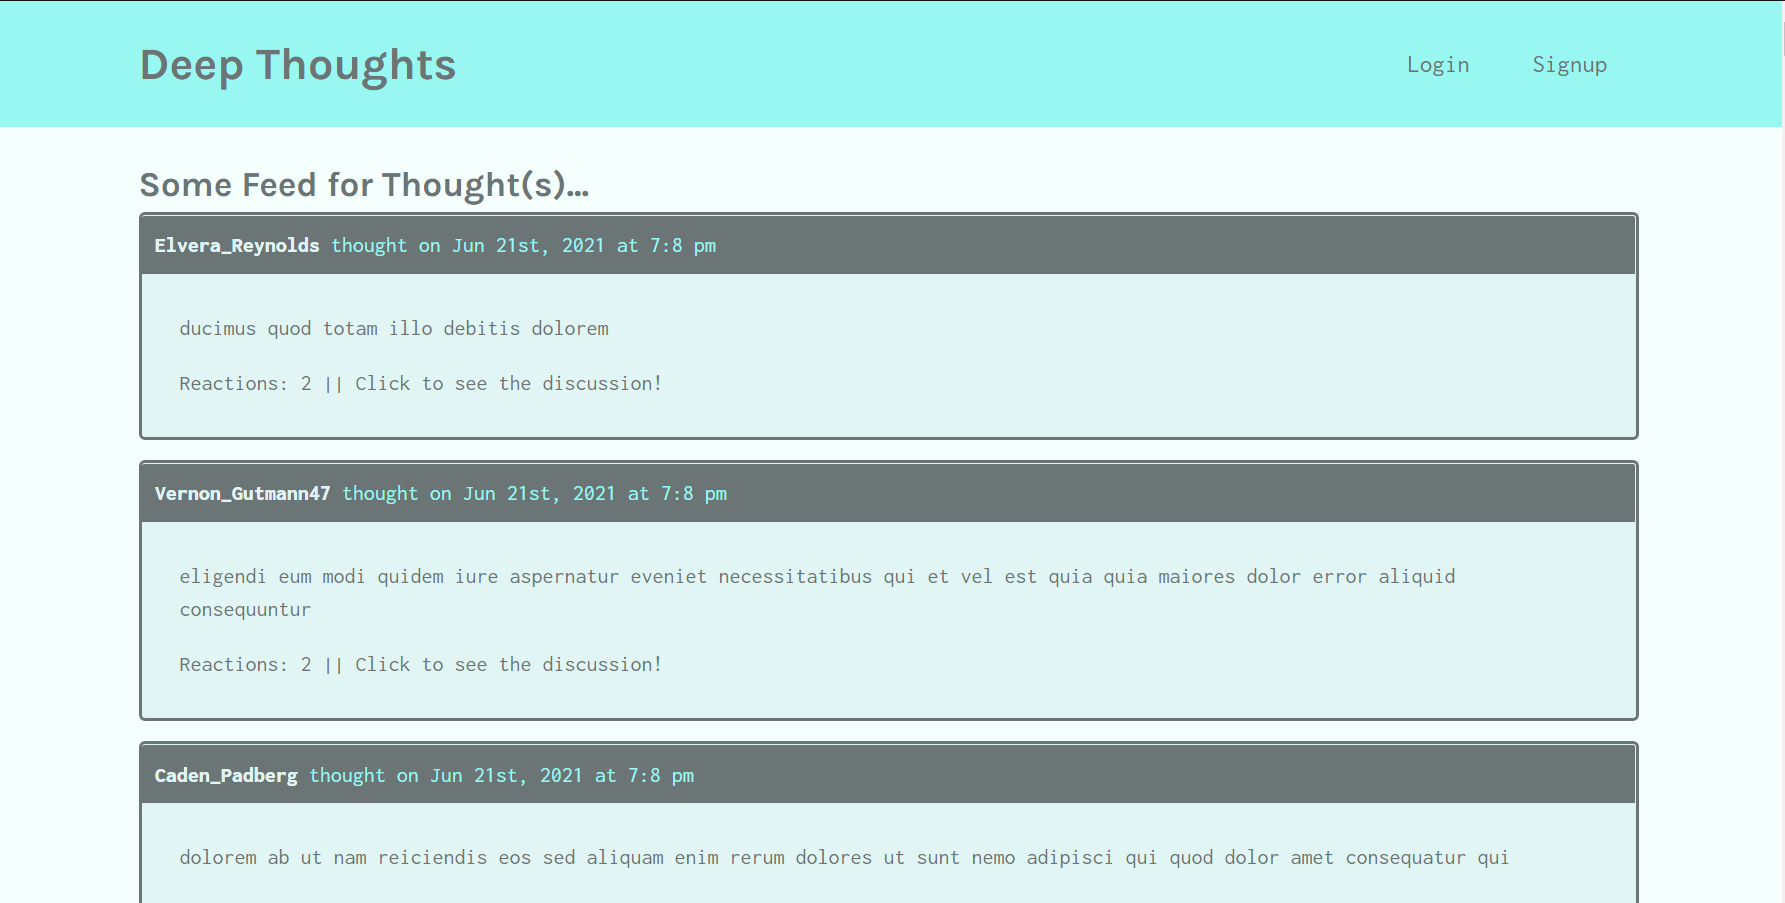 Deep Thoughts
Login
Signup
Some Feed for Thought(s)...
Elvera_Reynolds thought on Jun 21st, 2021 at 7:8 pm
ducimus quod totam illo debitis dolorem
Reactions: 2 || Click to see the discussion!
Vernon_Gutmann47 thought on Jun 21st, 2021 at 7:8 pm
eligendi eum modi quidem iure aspernatur eveniet necessitatibus qui et vel est quia quia maiores dolor error aliquid
consequuntur
Reactions: 2 || Click to see the discussion!
Caden_Padberg thought on Jun 21st, 2021 at 7:8 pm
dolorem ab ut nam reiciendis eos sed aliquam enim rerum dolores ut sunt nemo adipisci qui quod dolor amet consequatur qui